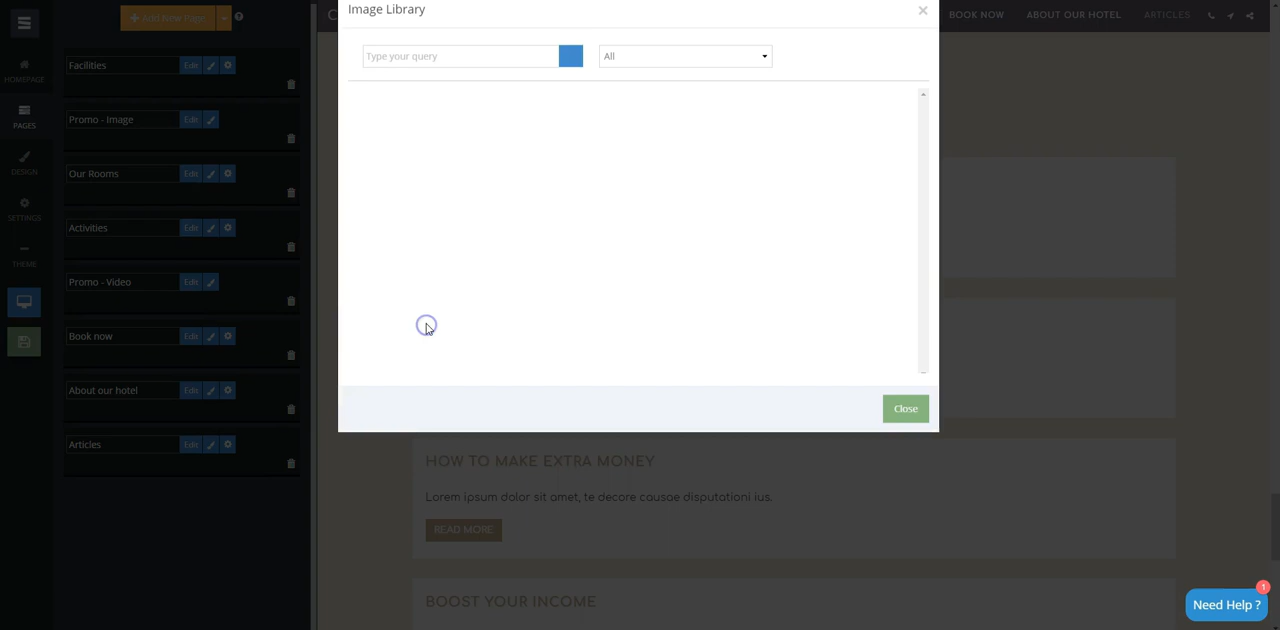 Image Library
Type your query
All
Close
Add New Page
HOMEPAGE
PAGES
DESIGN
SETTINGS
THEME
Facilities Edit
Promo - Image Edit
Our Rooms Edit
Activities Edit
Promo - Video Edit
Book now Edit
About our hotel Edit
Articles Edit
C
BOOK NOW ABOUT OUR HOTEL ARTICLES
HOW TO MAKE EXTRA MONEY
Lorem ipsum dolor sit amet, te decore causae disputationi ius.
READ MORE
BOOST YOUR INCOME
Need Help ?
1